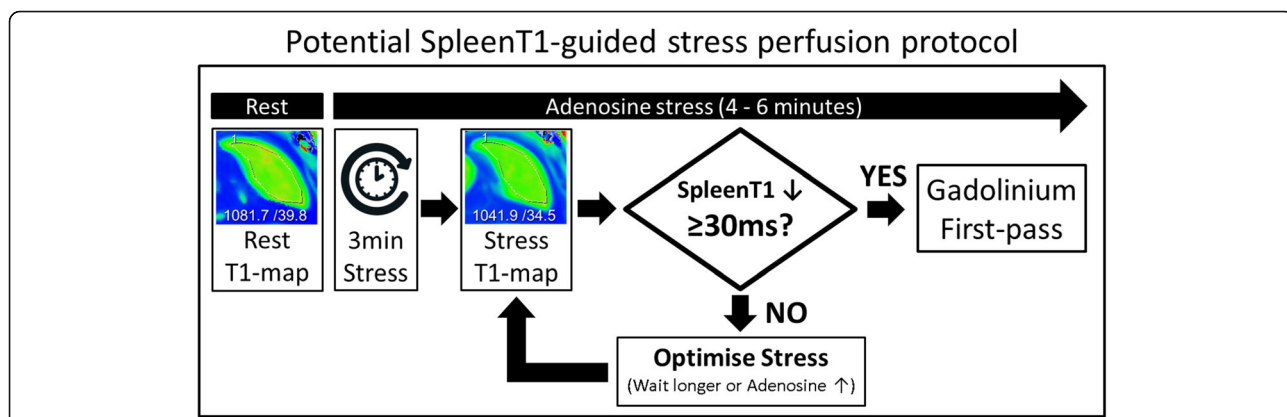 Potential SpleenT1-guided stress perfusion protocol
Rest
Adenosine stress (4 - 6 minutes)
1
1081.7 /39.8
Rest
T1-map
3min
Stress
1
1041.9 /34.5
Stress
T1-map
SpleenT1 ↓
≥30ms?
YES
Gadolinium
First-pass
NO
Optimise Stress
(Wait longer or Adenosine ↑)